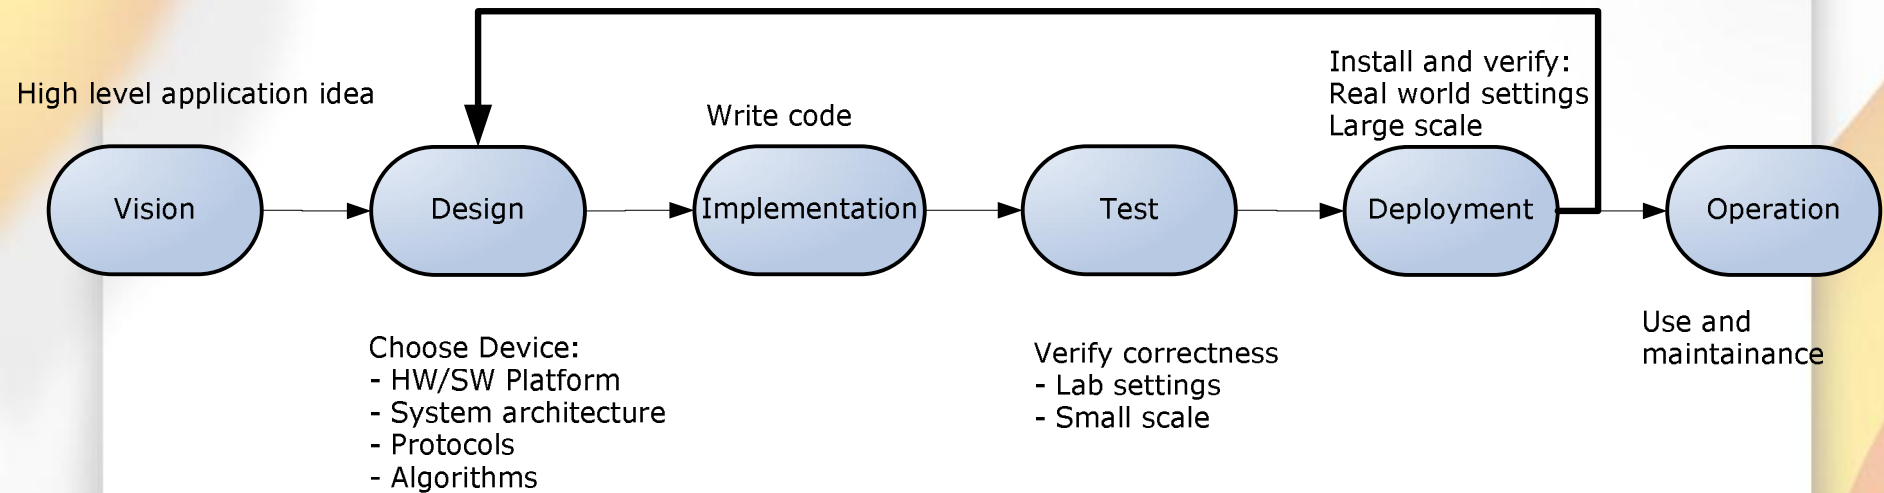 High level application idea
Write code
Install and verify:
Real world settings
Large scale
Vision
Design
Implementation
Test
Deployment
Operation
Choose Device:
- HW/SW Platform
- System architecture
- Protocols
- Algorithms
Verify correctness
- Lab settings
- Small scale
Use and
maintainance